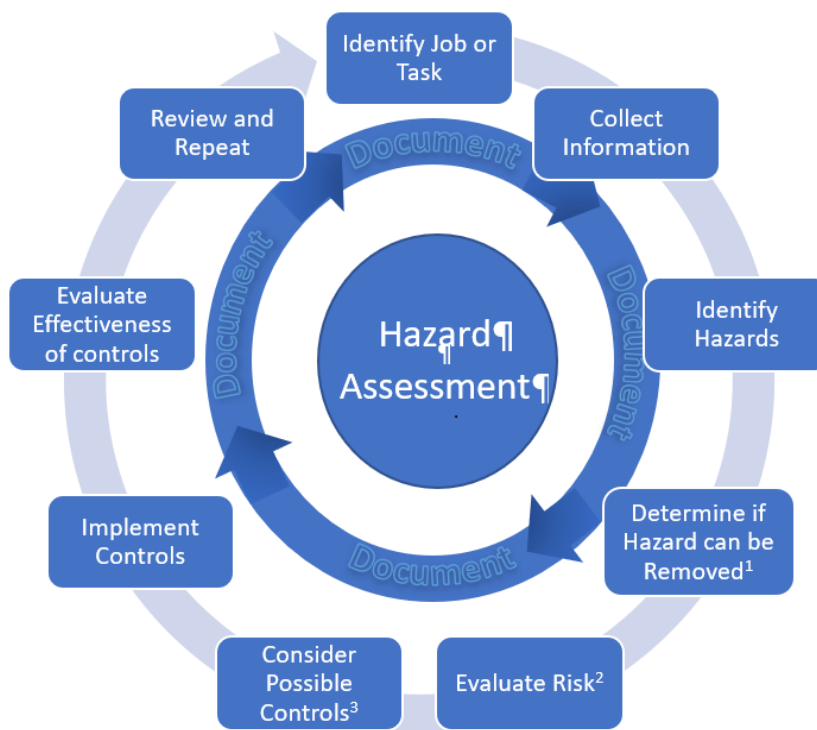 Identify Job or
Task
Collect
Information
Identify
Hazards
Determine if
Hazard can be
Removed¹
Evaluate Risk²
Consider
Possible
Controls³
Implement
Controls
Evaluate
Effectiveness
of controls
Review and
Repeat
Document
Document
Document
Document
Hazard¶
¶
Assessment¶
.